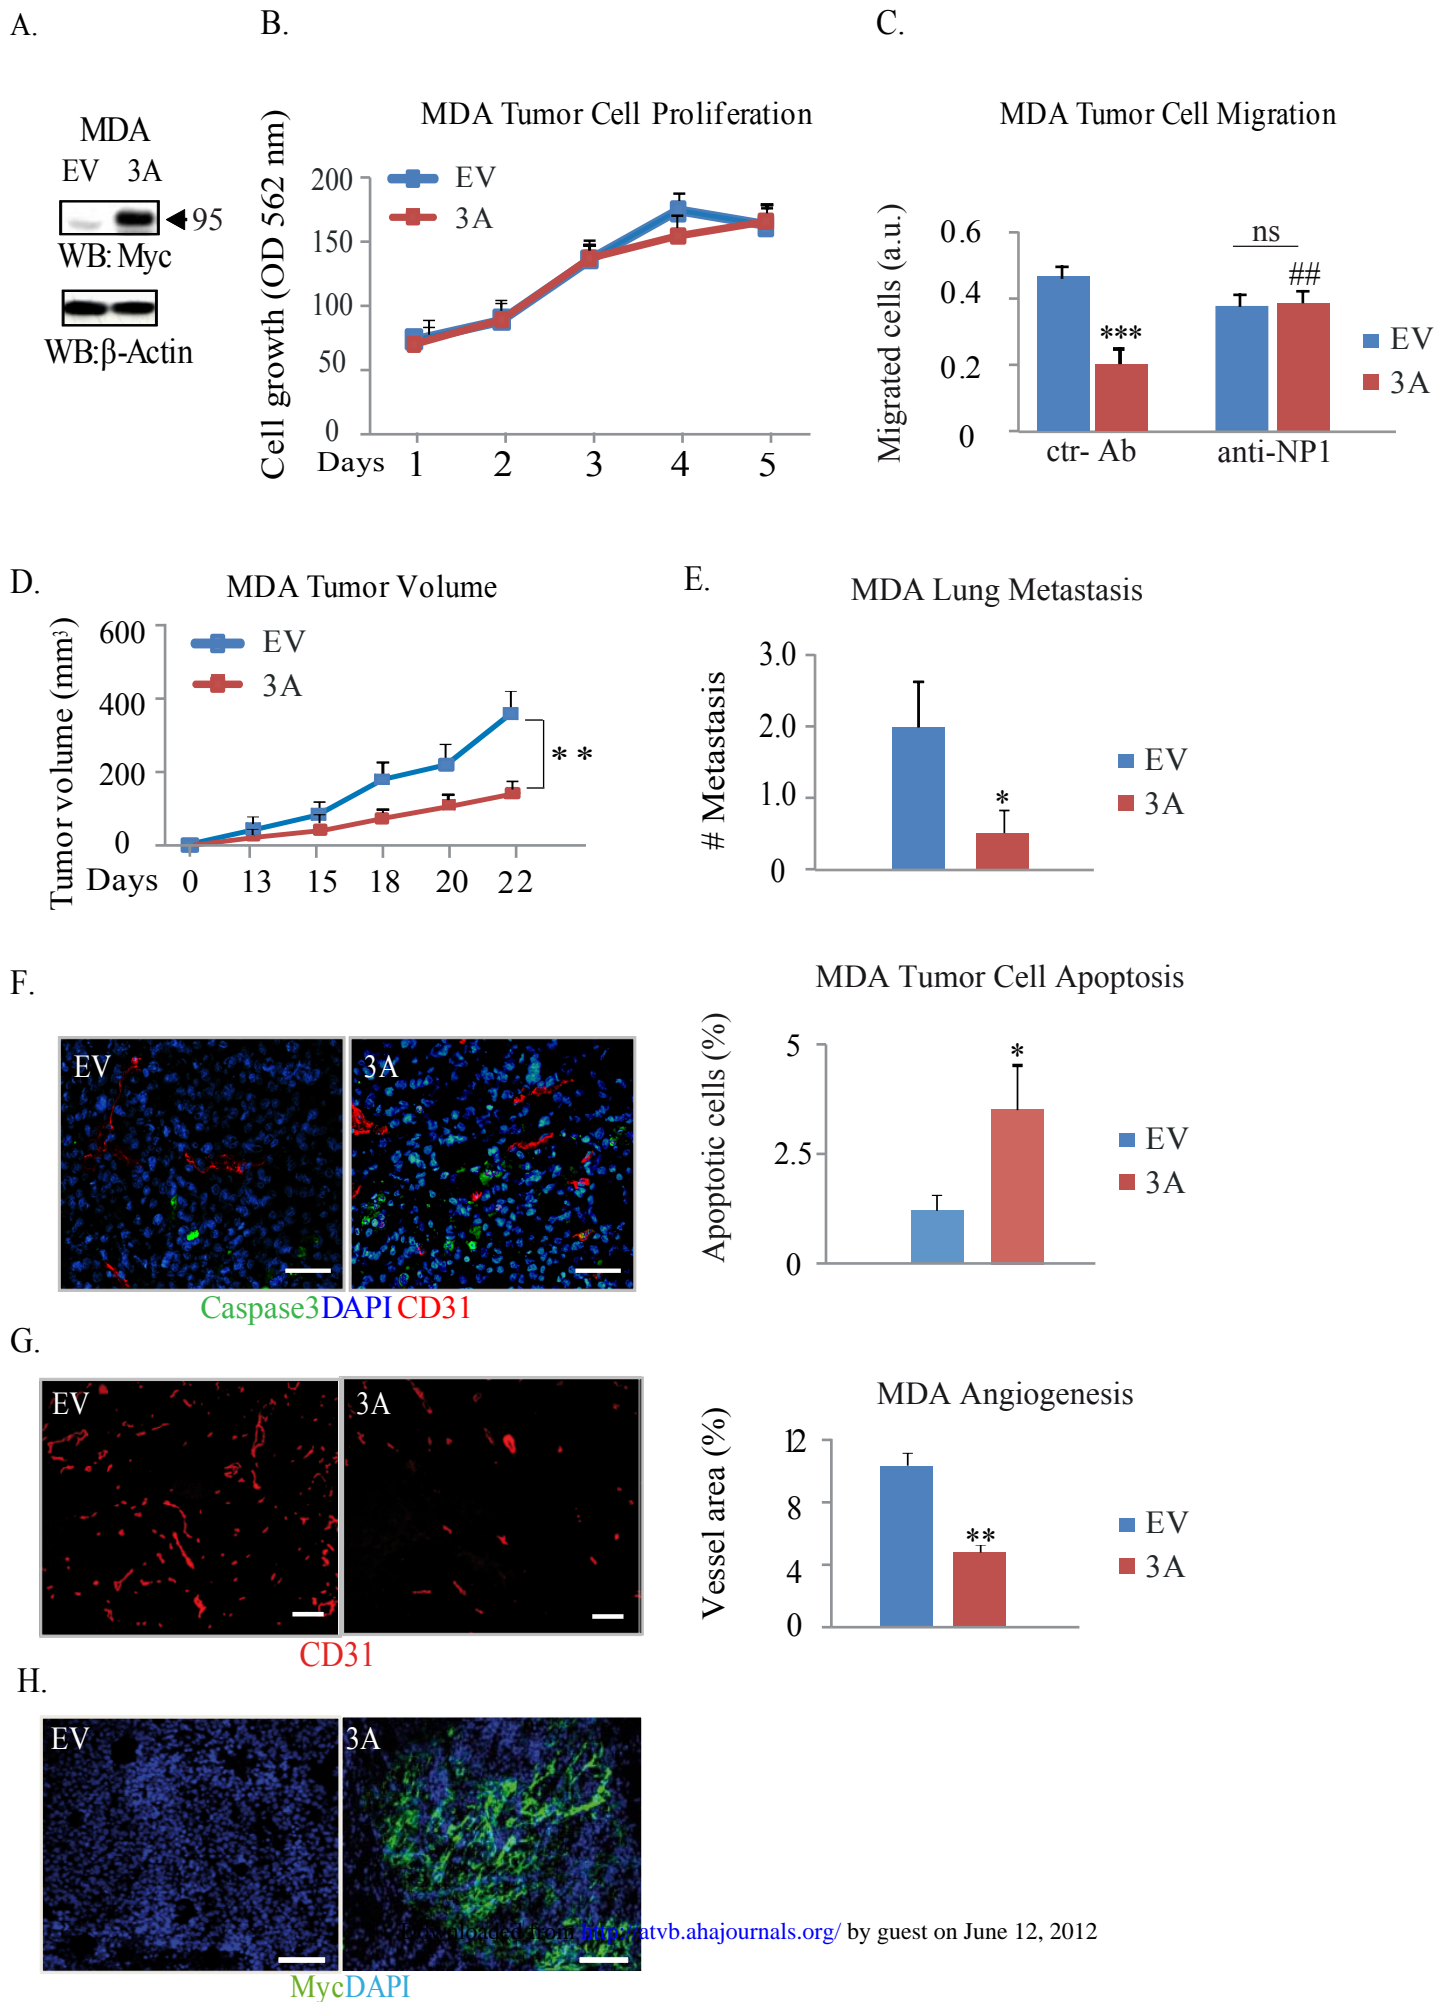 A.
MDA
EV 3A
95
WB: Myc
WB:β-Actin
B.
MDA Tumor Cell Proliferation
Cell growth (OD 562 nm)
200
150
100
50
0
EV
3A
Days 1 2 3 4 5
C.
MDA Tumor Cell Migration
Migrated cells (a.u.)
0.6
0.4
0.2
0
***
ns
##
ctr- Ab anti-NP1
EV
3A
D.
MDA Tumor Volume
Tumor volume (mm³)
600
400
200
0
EV
3A
**
Days 0 13 15 18 20 22
E.
MDA Lung Metastasis
# Metastasis
3.0
2.0
1.0
0
*
EV
3A
F.
EV
3A
Caspase3DAPI CD31
MDA Tumor Cell Apoptosis
Apoptotic cells (%)
5
2.5
0
*
EV
3A
G.
EV
3A
CD31
MDA Angiogenesis
Vessel area (%)
12
8
4
0
**
EV
3A
H.
EV
3A
MycDAPI
Downloaded from http://atvb.ahajournals.org/ by guest on June 12, 2012